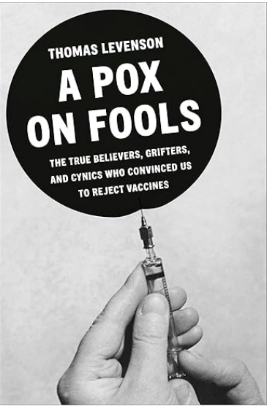 THOMAS LEVENSON
A POX
ON FOOLS
THE TRUE BELIEVERS, GRIFTERS,
AND CYNICS WHO CONVINCED US
TO REJECT VACCINES